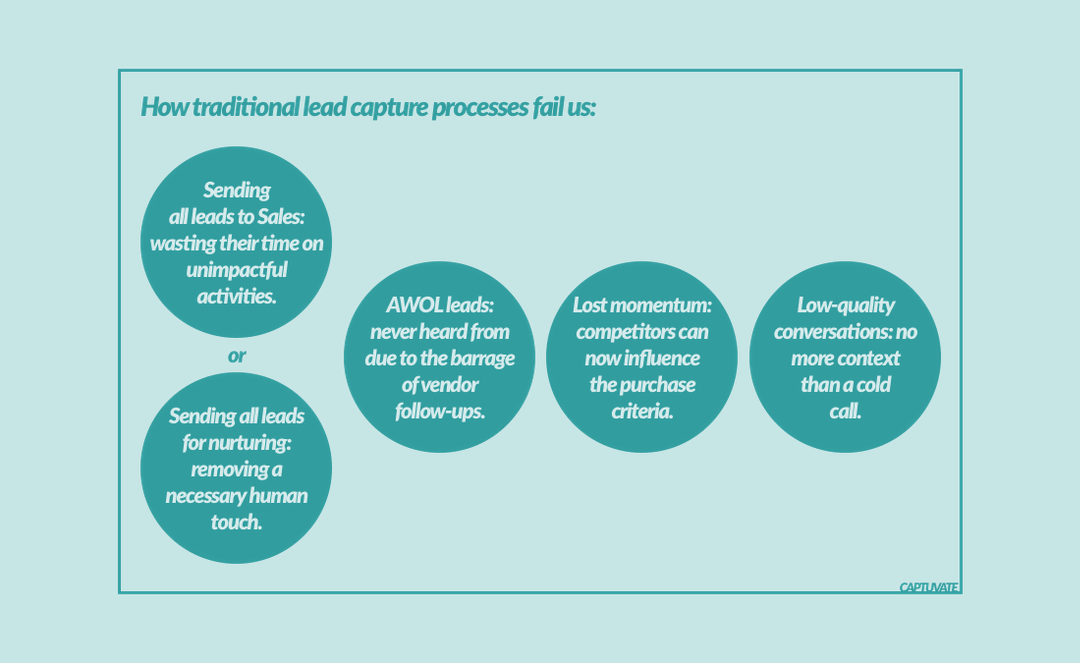 How traditional lead capture processes fail us:
Sending
all leads to Sales:
wasting their time on
unimpactful
activities.
or
Sending all leads
for nurturing:
removing a
necessary human
touch.
AWOL leads:
never heard from
due to the barrage
of vendor
follow-ups.
Lost momentum:
competitors can
now influence
the purchase
criteria.
Low-quality
conversations: no
more context
than a cold
call.
CAPTUVATE